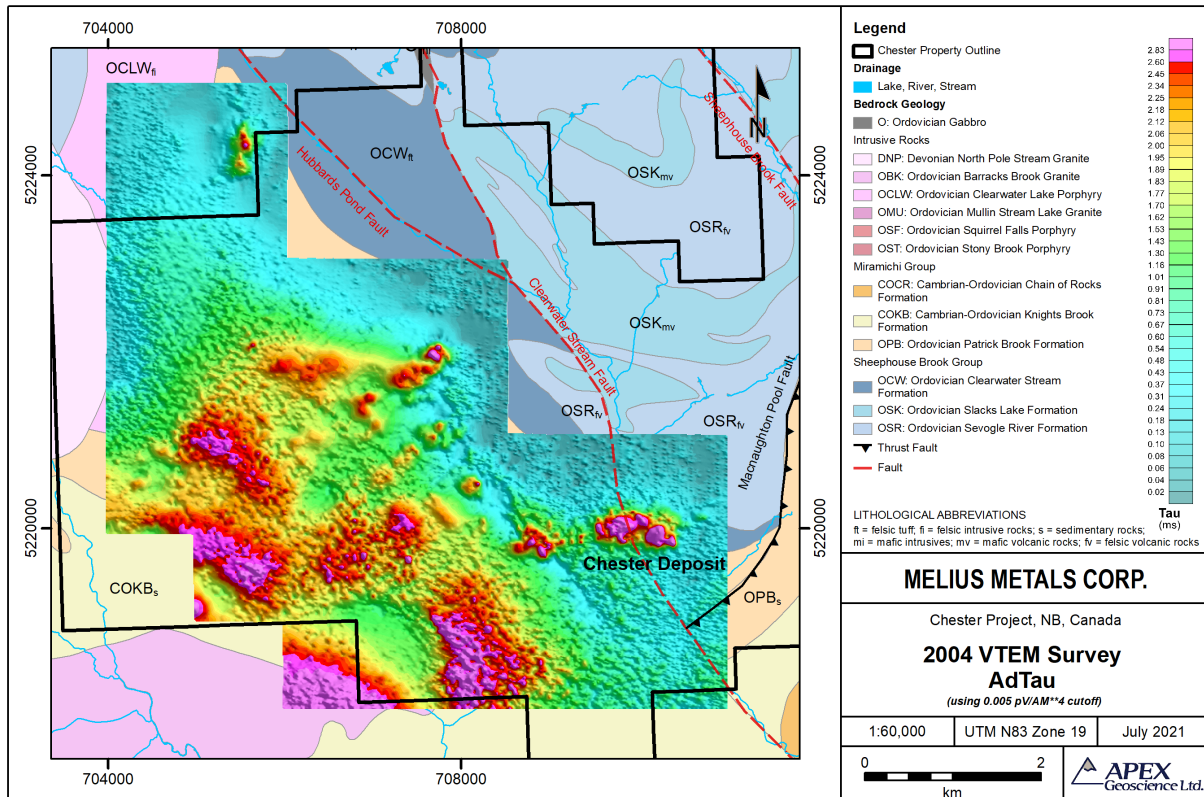 704000
708000
OCLWfi
OCWft
Hubbards Pond Fault
Sheephouse Brook Fault
N
OSKmv
OSRfv
5224000
5224000
OSKmv
Clearwater Stream Fault
OSRfv
OSRfv
Macnaughton Pool Fault
5220000
5220000
Chester Deposit
COKBs
OPBs
704000
708000
Legend
Chester Property Outline
Drainage
Lake, River, Stream
Bedrock Geology
O: Ordovician Gabbro
Intrusive Rocks
DNP: Devonian North Pole Stream Granite
OBK: Ordovician Barracks Brook Granite
OCLW: Ordovician Clearwater Lake Porphyry
OMU: Ordovician Mullin Stream Lake Granite
OSF: Ordovician Squirrel Falls Porphyry
OST: Ordovician Stony Brook Porphyry
Miramichi Group
COCR: Cambrian-Ordovician Chain of Rocks
Formation
COKB: Cambrian-Ordovician Knights Brook
Formation
OPB: Ordovician Patrick Brook Formation
Sheephouse Brook Group
OCW: Ordovician Clearwater Stream
Formation
OSK: Ordovician Slacks Lake Formation
OSR: Ordovician Sevogle River Formation
Thrust Fault
Fault
2.83
2.60
2.45
2.34
2.25
2.18
2.12
2.06
2.00
1.95
1.89
1.83
1.77
1.70
1.62
1.53
1.43
1.30
1.16
1.01
0.91
0.81
0.73
0.67
0.60
0.54
0.48
0.43
0.37
0.31
0.24
0.18
0.13
0.10
0.08
0.06
0.04
0.02
Tau
(ms)
LITHOLOGICAL ABBREVIATIONS
ft = felsic tuff; fi = felsic intrusive rocks; s = sedimentary rocks;
mi = mafic intrusives; mv = mafic volcanic rocks; fv = felsic volcanic rocks
MELIUS METALS CORP.
Chester Project, NB, Canada
2004 VTEM Survey
AdTau
(using 0.005 pV/AM**4 cutoff)
1:60,000
UTM N83 Zone 19
July 2021
0
2
km
APEX
Geoscience Ltd.